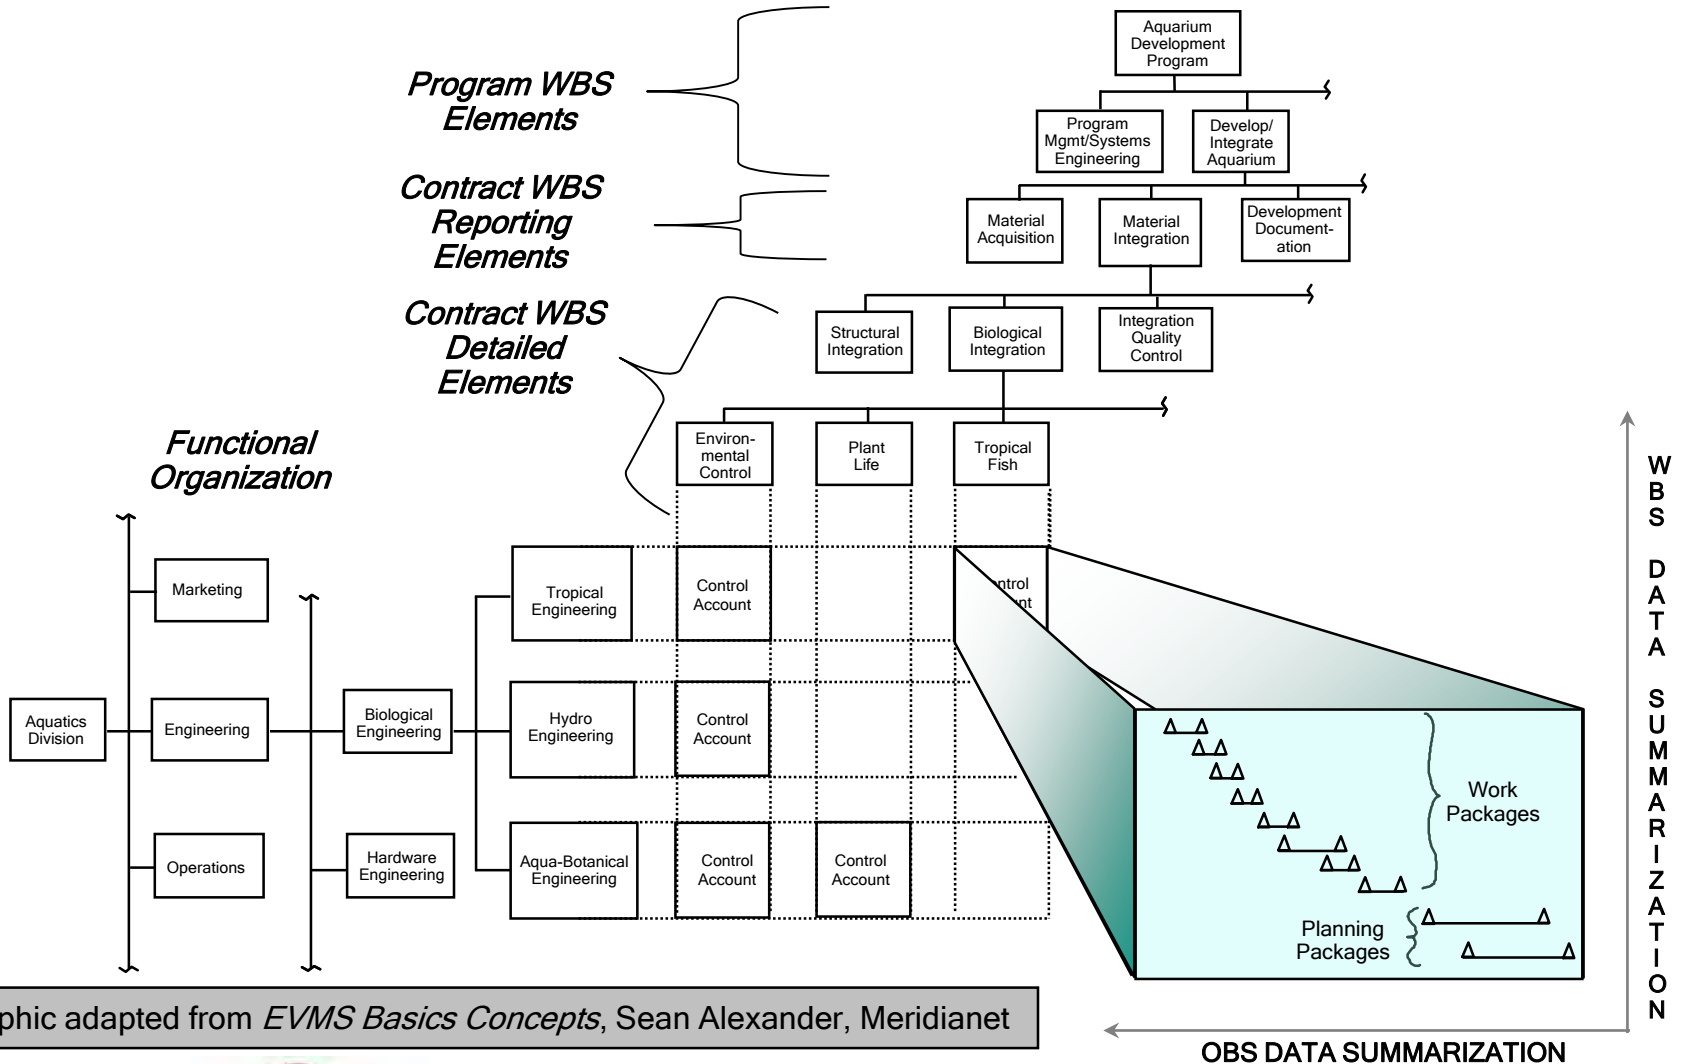 Aquarium
Development
Program
Program WBS
Elements
Program
Mgmt/Systems
Engineering
Develop/
Integrate
Aquarium
Contract WBS
Reporting
Elements
Material
Acquisition
Material
Integration
Development
Document-
ation
Contract WBS
Detailed
Elements
Structural
Integration
Biological
Integration
Integration
Quality
Control
Environ-
mental
Control
Plant
Life
Tropical
Fish
Functional
Organization
Marketing
Aquatics
Division
Engineering
Operations
Biological
Engineering
Hardware
Engineering
Tropical
Engineering
Control
Account
ntrol
nt
Hydro
Engineering
Control
Account
Aqua-Botanical
Engineering
Control
Account
Control
Account
Work
Packages
Planning
Packages
WBS DATA SUMMARIZATION
OBS DATA SUMMARIZATION
phic adapted from EVMS Basics Concepts, Sean Alexander, Meridianet